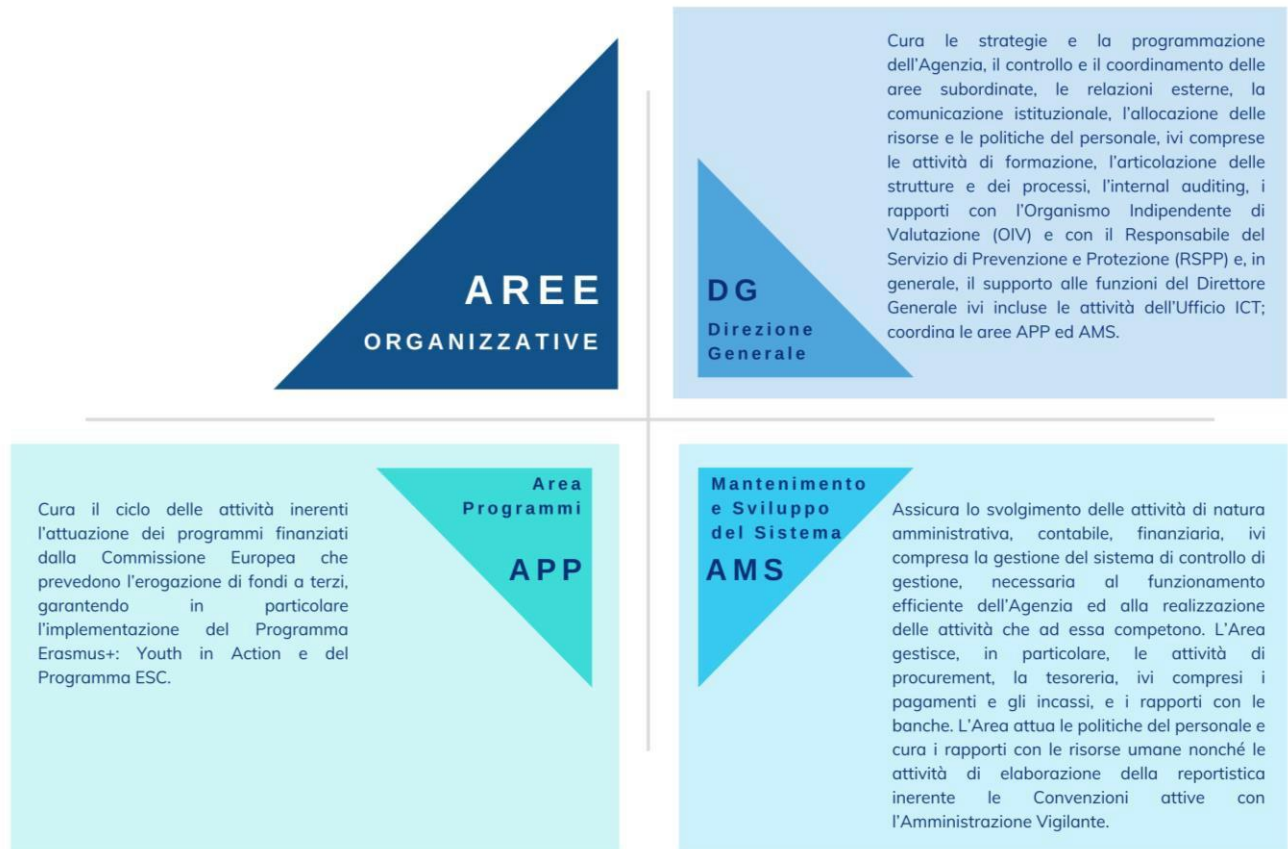 AREE
ORGANIZZATIVE
DG
Direzione
Generale
Cura le strategie e la programmazione
dell'Agenzia, il controllo e il coordinamento delle
aree subordinate, le relazioni esterne, la
comunicazione istituzionale, l'allocazione delle
risorse e le politiche del personale, ivi comprese
le attività di formazione, l'articolazione delle
strutture e dei processi, l'internal auditing, i
rapporti con l'Organismo Indipendente di
Valutazione (OIV) e con il Responsabile del
Servizio di Prevenzione e Protezione (RSPP) e, in
generale, il supporto alle funzioni del Direttore
Generale ivi incluse le attività dell'Ufficio ICT;
coordina le aree APP ed AMS.
Cura il ciclo delle attività inerenti
l'attuazione dei programmi finanziati
dalla Commissione Europea che
prevedono l'erogazione di fondi a terzi,
garantendo in particolare
l'implementazione del Programma
Erasmus+: Youth in Action e del
Programma ESC.
Area
Programmi
APP
Mantenimento
e Sviluppo
del Sistema
AMS
Assicura lo svolgimento delle attività di natura
amministrativa, contabile, finanziaria, ivi
compresa la gestione del sistema di controllo di
gestione, necessaria al funzionamento
efficiente dell'Agenzia ed alla realizzazione
delle attività che ad essa competono. L'Area
gestisce, in particolare, le attività di
procurement, la tesoreria, ivi compresi i
pagamenti e gli incassi, e i rapporti con le
banche. L'Area attua le politiche del personale e
cura i rapporti con le risorse umane nonché le
attività di elaborazione della reportistica
inerente le Convenzioni attive con
l'Amministrazione Vigilante.